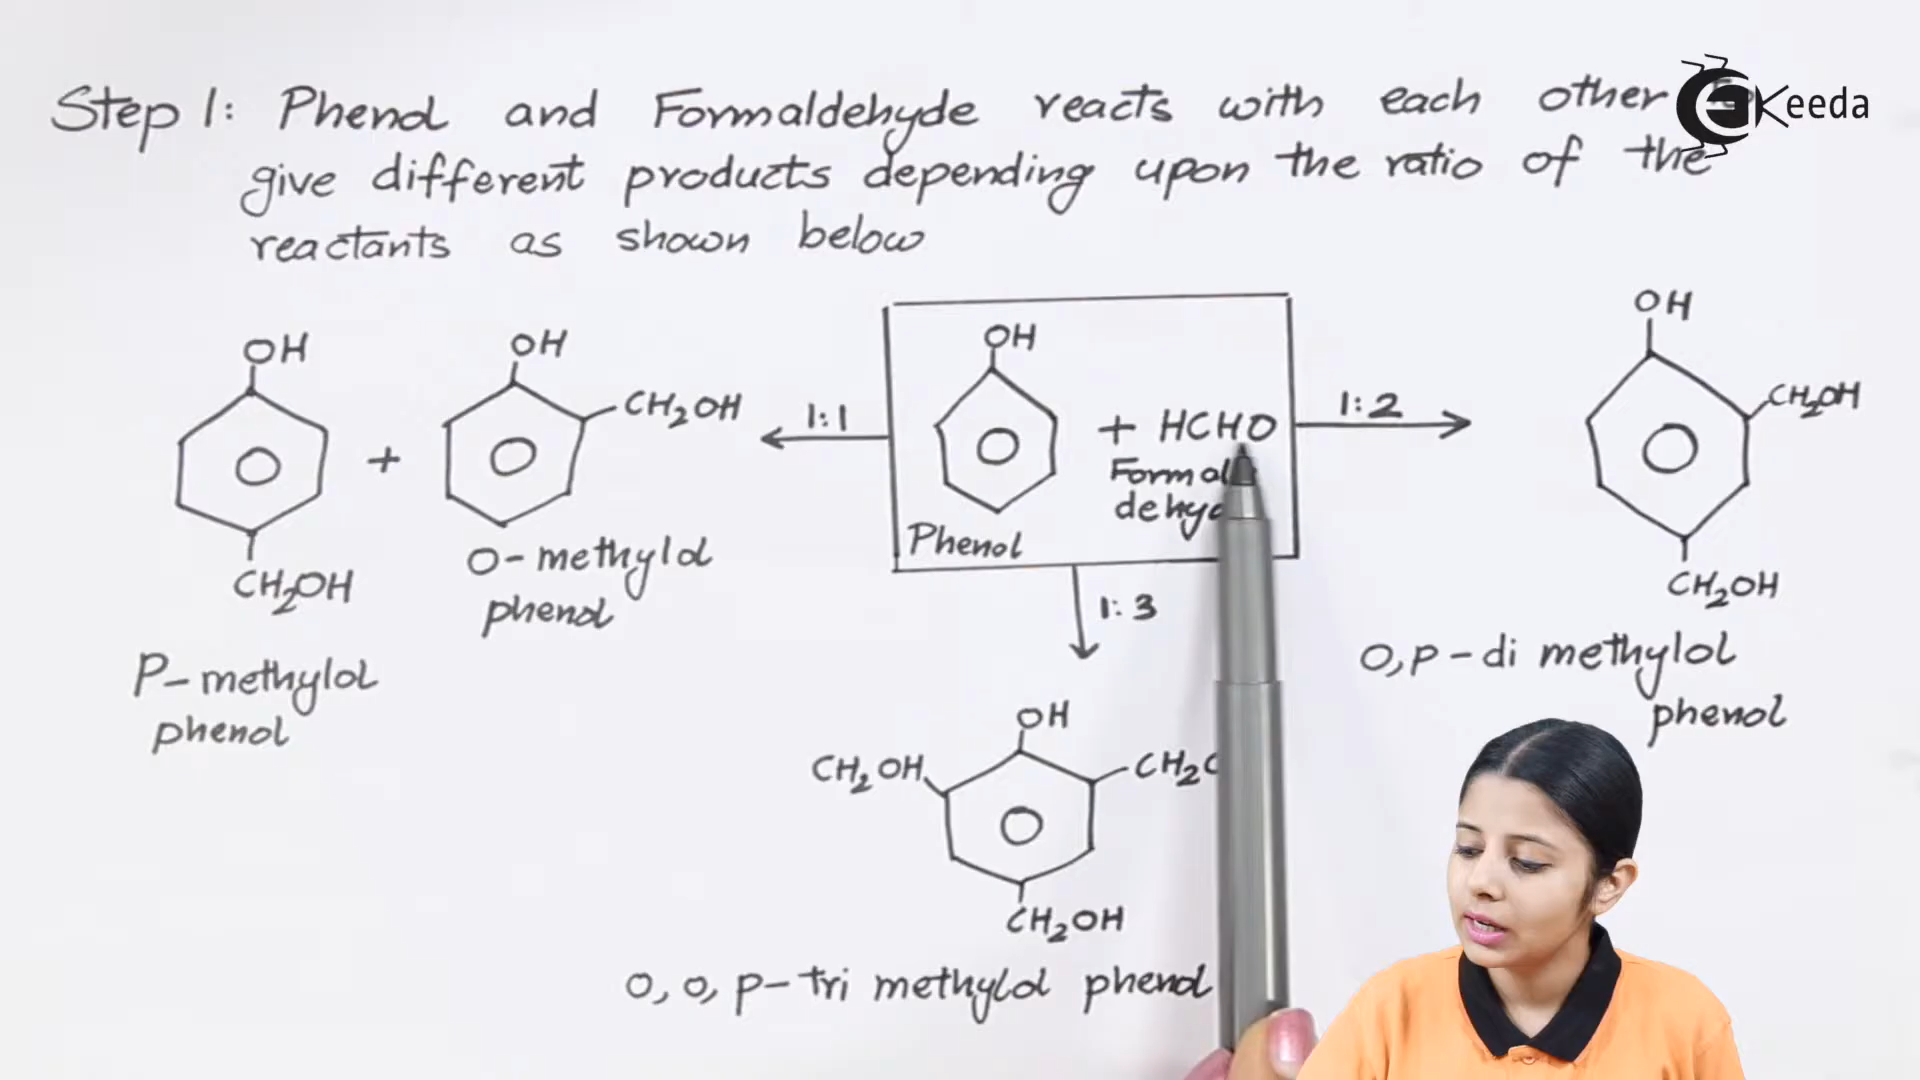 Step 1: Phenol and Formaldehyde reacts with each other
give different products depending upon the ratio of the
reactants as shown below
Keeda
OH
CH2OH
P-methylol
phenol
+
OH
CH2OH
O-methylol
phenol
1:1
OH
Phenol
+ HCHO
1:2
1:3
OH
CH2OH
CH2OH
O,P-di methylol
phenol
OH
CH2OH
CH2OH
O, O, P-tri methylol phenol